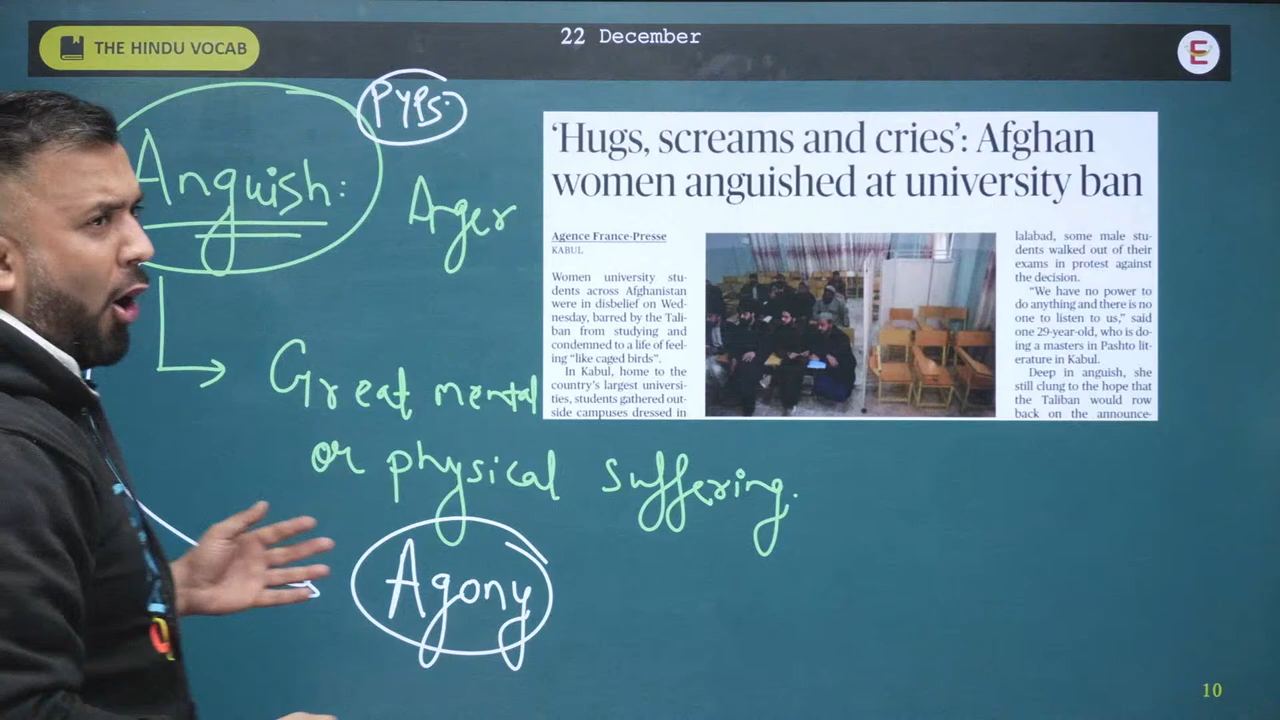 THE HINDU VOCAB
22 December
PYPs:
Anguish:
Anger
Great mental
or physical suffering.
Agony
‘Hugs, screams and cries’: Afghan
women anguished at university ban
Agence France-Presse
KABUL
Women university stu-
dents across Afghanistan
were in disbelief on Wed-
nesday, barred by the Tali-
ban from studying and
condemned to a life of feel-
ing “like caged birds”.
In Kabul, home to the
country’s largest universi-
ties, students gathered out-
side campuses dressed in
lalabad, some male stu-
dents walked out of their
exams in protest against
the decision.
“We have no power to
do anything and there is no
one to listen to us,” said
one 29-year-old, who is do-
ing a masters in Pashto lit-
erature in Kabul.
Deep in anguish, she
still clung to the hope that
the Taliban would row
back on the announce-
10